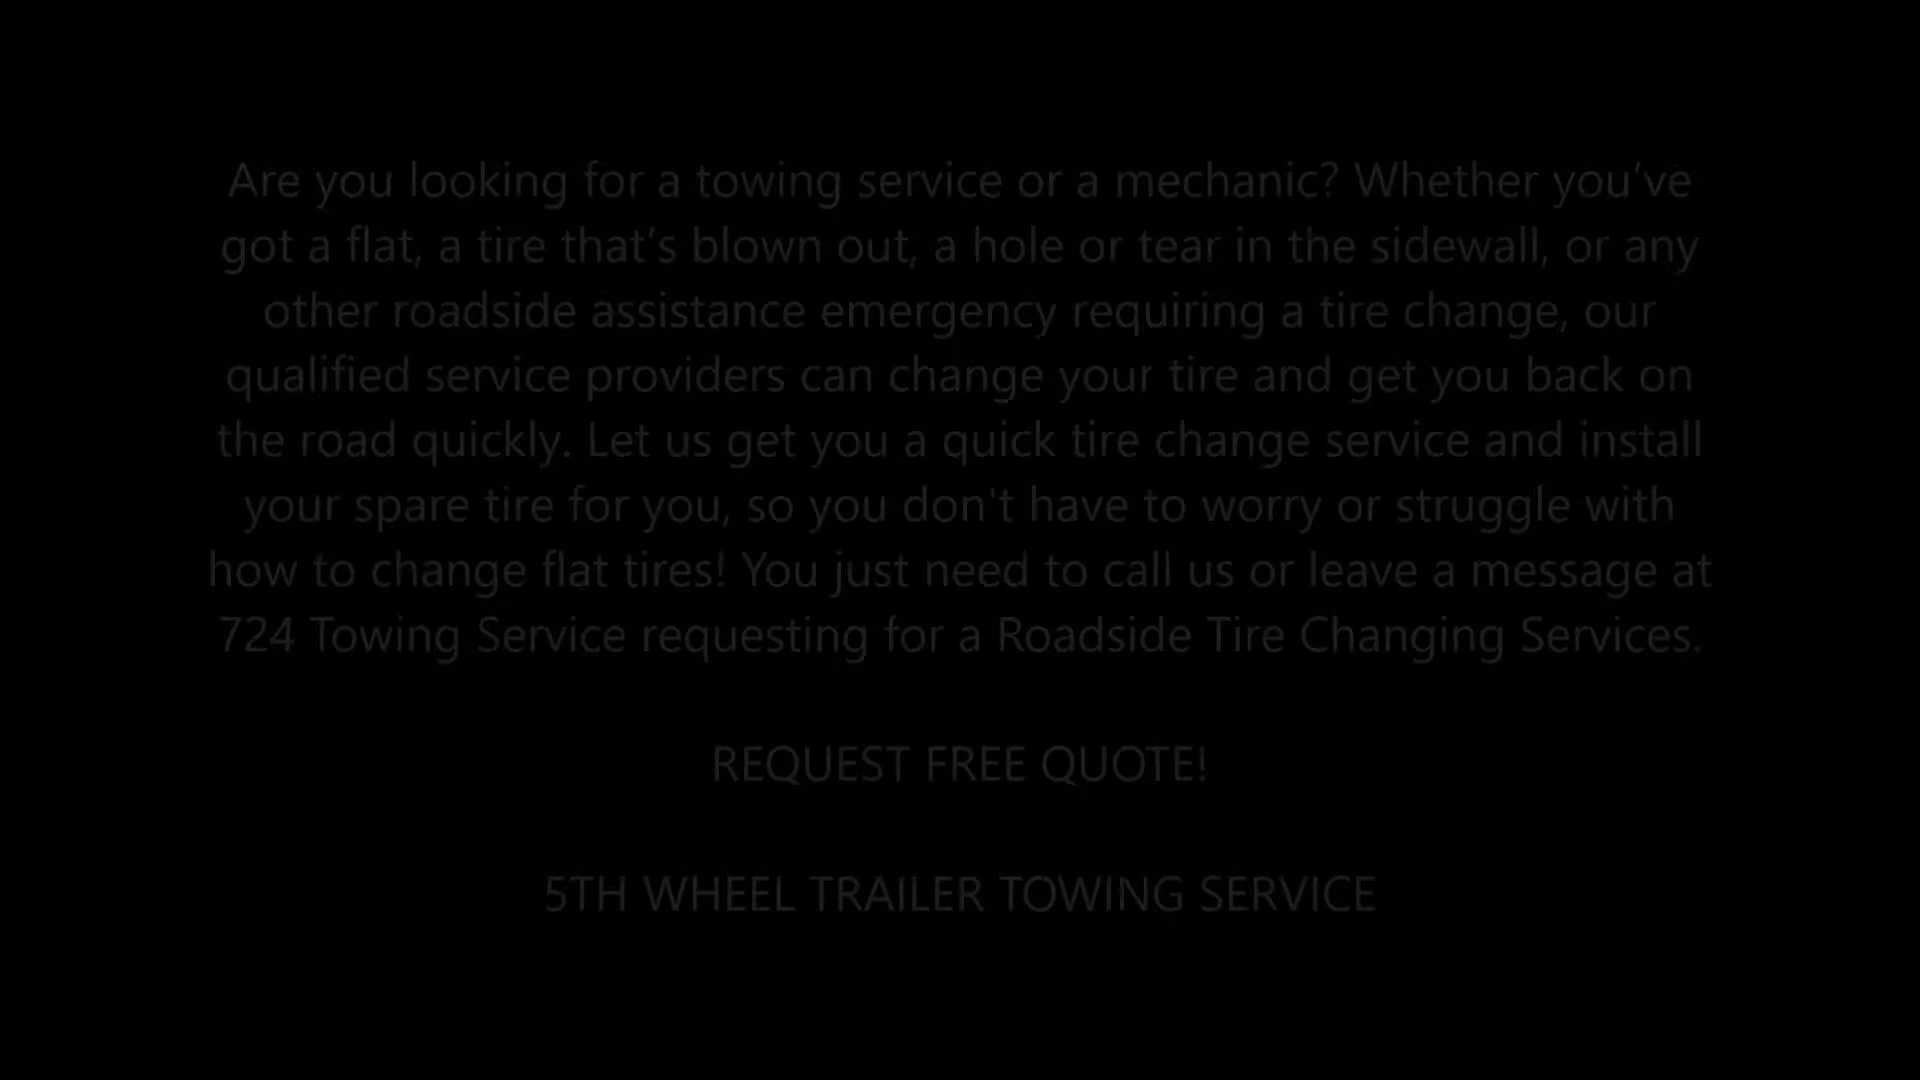 Are you looking for a towing service or a mechanic? Whether you’ve
got a flat, a tire that’s blown out, a hole or tear in the sidewall, or any
other roadside assistance emergency requiring a tire change, our
qualified service providers can change your tire and get you back on
the road quickly. Let us get you a quick tire change service and install
your spare tire for you, so you don't have to worry or struggle with
how to change flat tires! You just need to call us or leave a message at
724 Towing Service requesting for a Roadside Tire Changing Services.
REQUEST FREE QUOTE!
5TH WHEEL TRAILER TOWING SERVICE